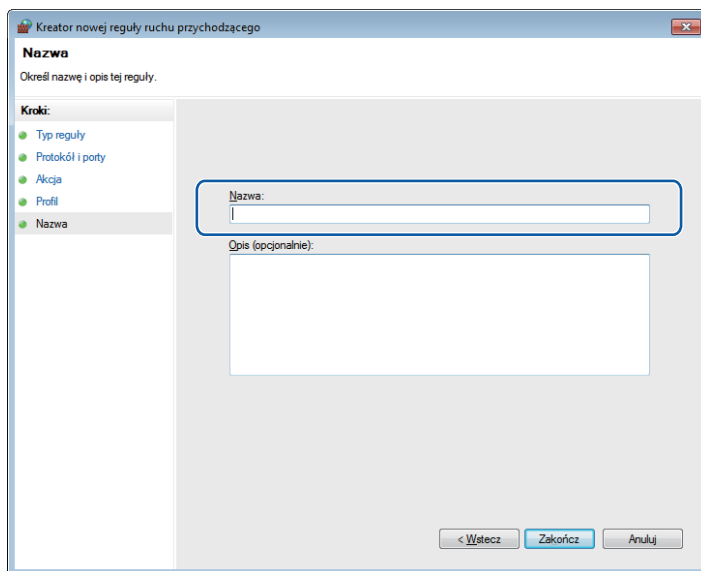 Kreator nowej reguły ruchu przychodzącego
Nazwa
Określ nazwę i opis tej reguły.
Kroki:
Typ reguły
Protokół i porty
Akcja
Profil
Nazwa
Nazwa:
Opis (opcjonalnie):
< Wstecz
Zakończ
Anuluj